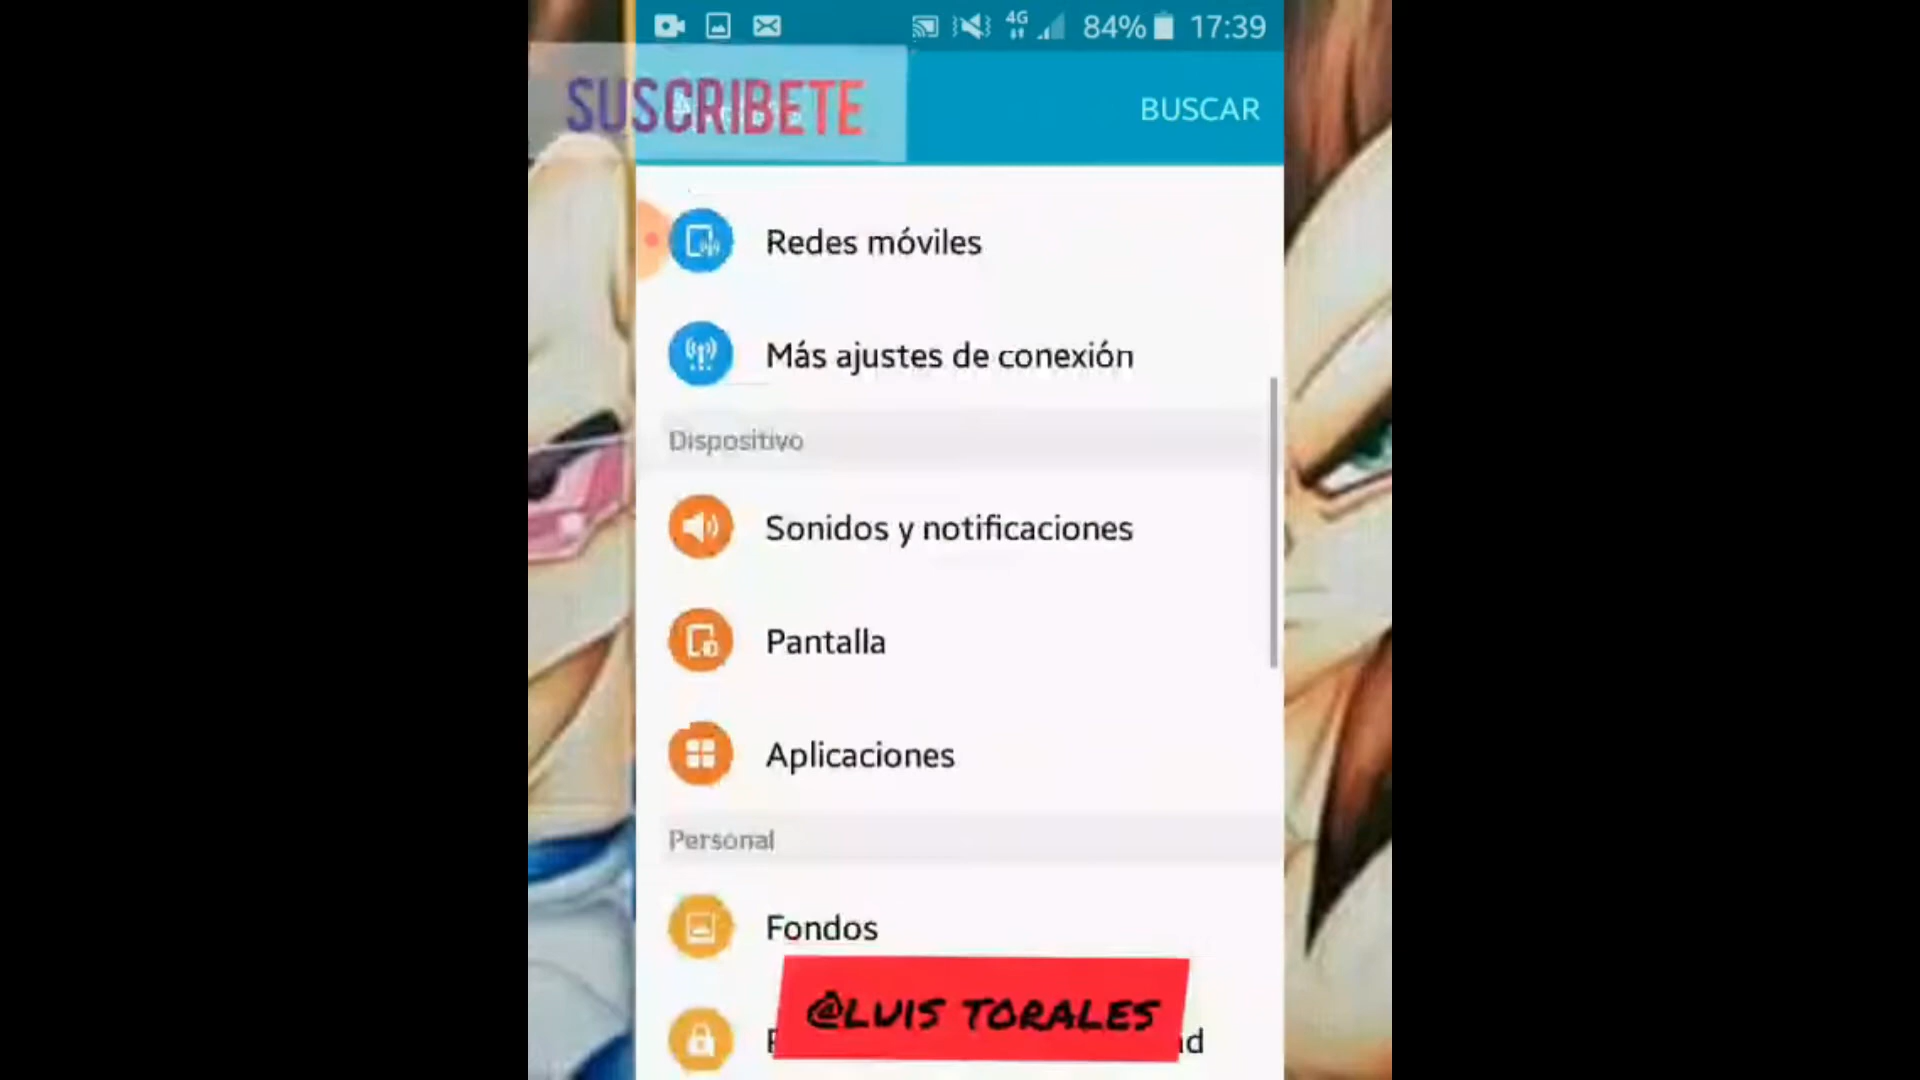 4G 84% 17:39
SUSCRIBETE
BUSCAR
Redes móviles
Más ajustes de conexión
Dispositivo
Sonidos y notificaciones
Pantalla
Aplicaciones
Personal
Fondos
@LUIS TORALES